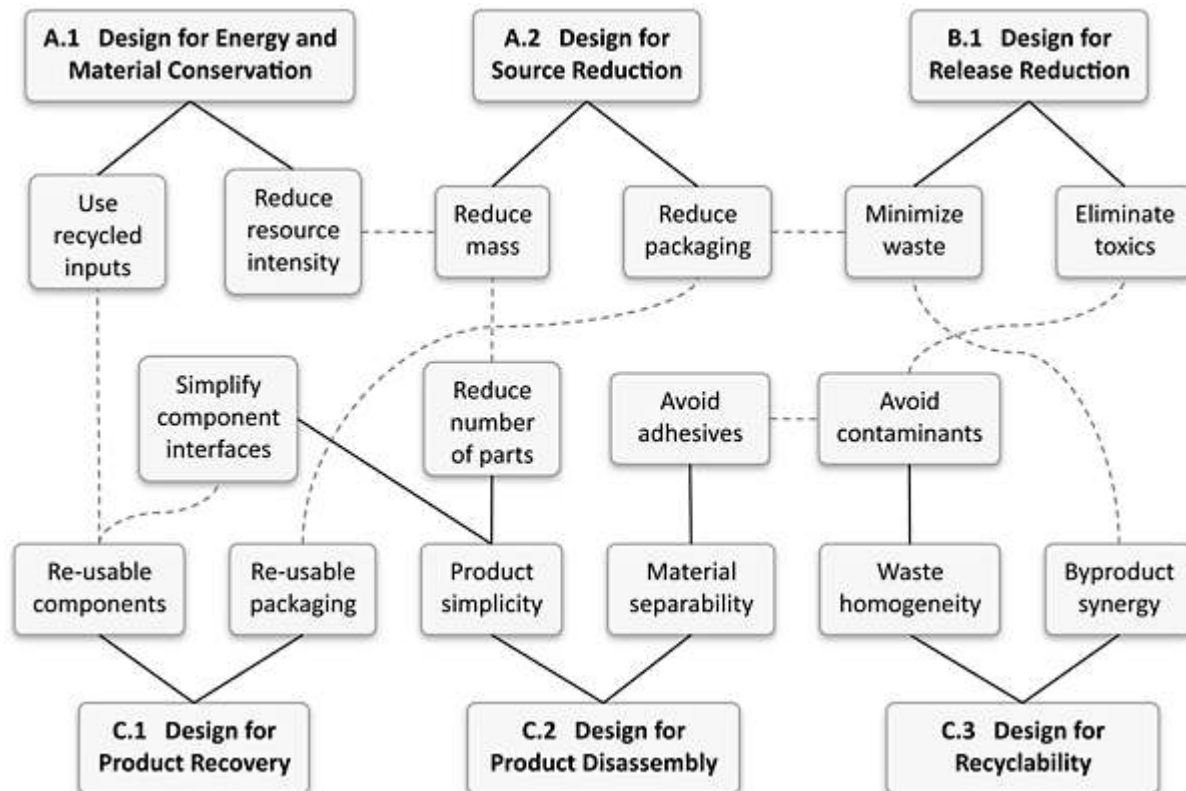 A.1 Design for Energy and
Material Conservation
A.2 Design for
Source Reduction
B.1 Design for
Release Reduction
Use
recycled
inputs
Reduce
resource
intensity
Reduce
mass
Reduce
packaging
Minimize
waste
Eliminate
toxics
Simplify
component
interfaces
Reduce
number
of parts
Avoid
adhesives
Avoid
contaminants
Re-usable
components
Re-usable
packaging
Product
simplicity
Material
separability
Waste
homogeneity
Byproduct
synergy
C.1 Design for
Product Recovery
C.2 Design for
Product Disassembly
C.3 Design for
Recyclability